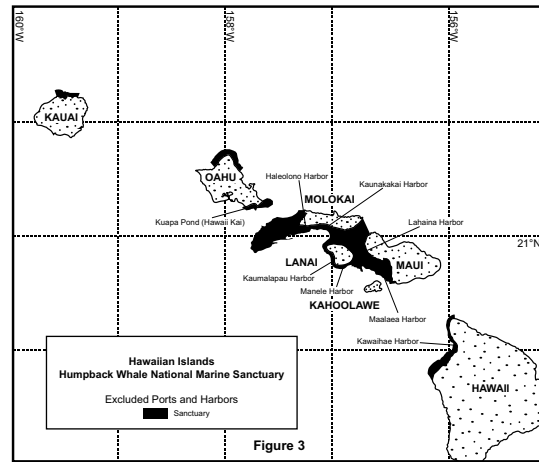 160°W
158°W
156°W
KAUAI
OAHU
Haleolono Harbor
Kaunakakai Harbor
MOLOKAI
Kuapa Pond (Hawaii Kai)
Lahaina Harbor
21°N
LANAI
MAUI
Kaumalapau Harbor
Manele Harbor
KAHOOLAWE
Maalaea Harbor
Kawaihae Harbor
HAWAII
Hawaiian Islands
Humpback Whale National Marine Sanctuary
Excluded Ports and Harbors
Sanctuary
Figure 3